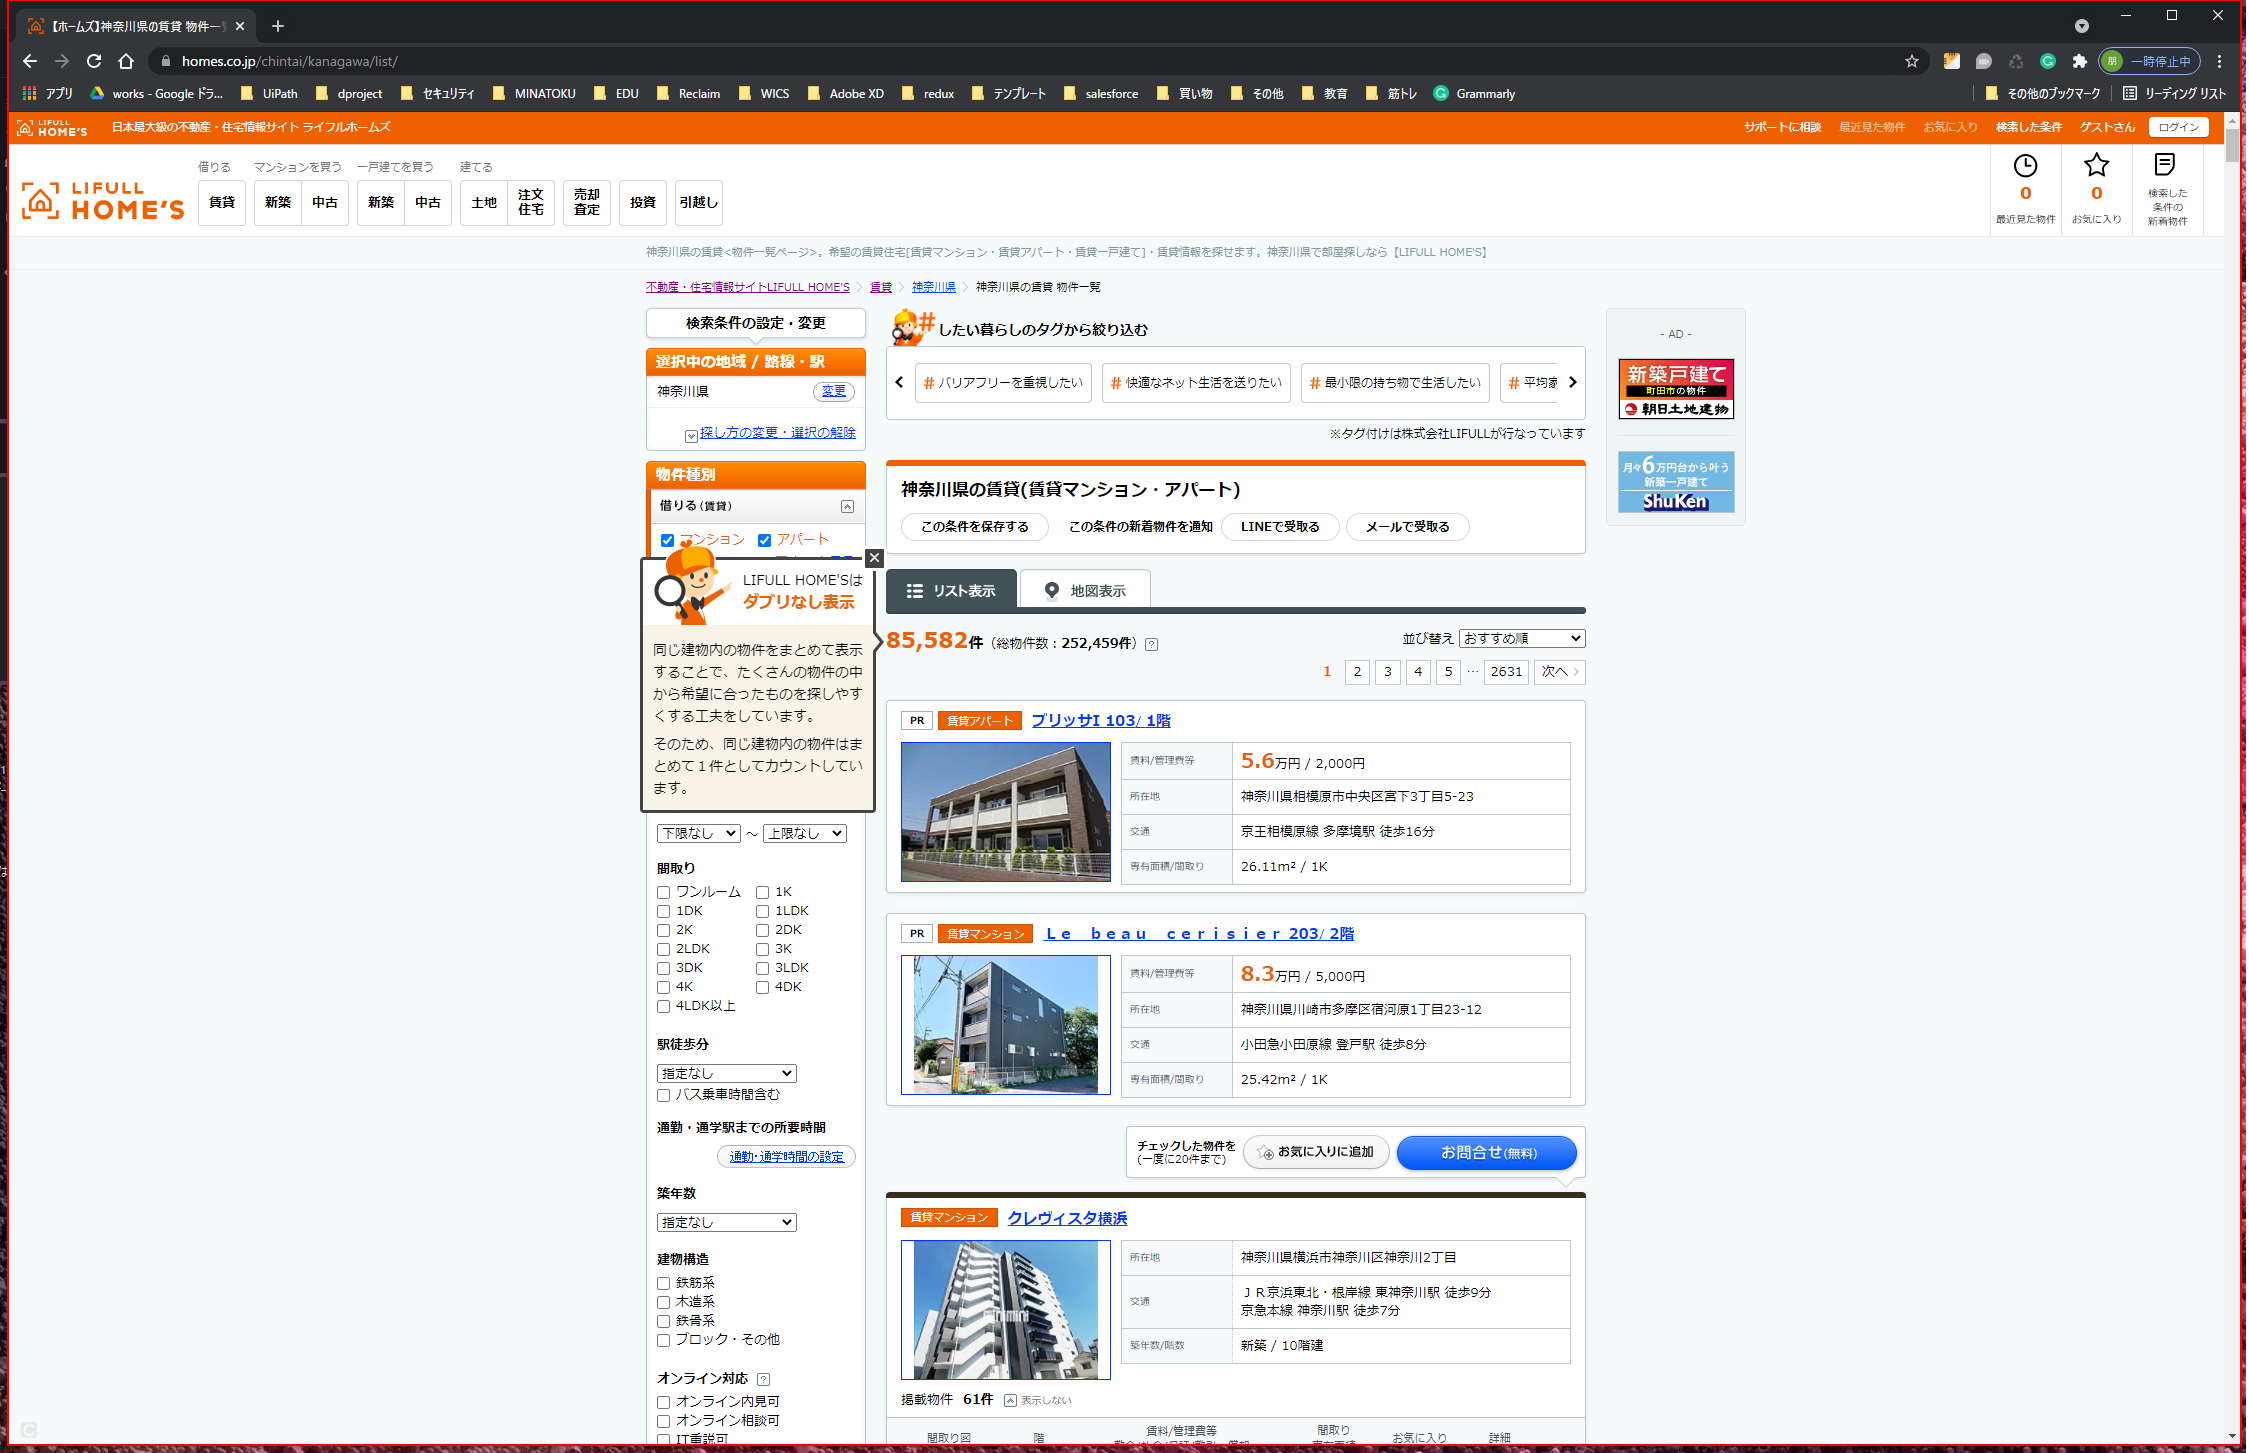 【ホームズ】神奈川県の賃貸 物件一覧
homes.co.jp/chintai/kanagawa/list/
一時停止中
アプリ
works - Google ドラ...
UiPath
dproject
セキュリティ
MINATOKU
EDU
Reclaim
WICS
Adobe XD
redux
テンプレート
salesforce
買い物
その他
教育
筋トレ
Grammarly
その他のブックマーク
リーディング リスト
LIFULL HOME'S
日本最大級の不動産・住宅情報サイト ライフルホームズ
サポートに相談
最近見た物件
お気に入り
検索した条件
ゲストさん
ログイン
LIFULL HOME'S
借りる
マンションを買う
一戸建てを買う
建てる
賃貸
新築
中古
新築
中古
土地
注文住宅
売却査定
投資
引越し
0
最近見た物件
0
お気に入り
検索した
条件の
新着物件
神奈川県の賃貸<物件一覧ページ>。希望の賃貸住宅[賃貸マンション・賃貸アパート・賃貸一戸建て]・賃貸情報を探せます。神奈川県で部屋探しなら【LIFULL HOME'S】
不動産・住宅情報サイトLIFULL HOME'S > 賃貸 > 神奈川県 > 神奈川県の賃貸 物件一覧
検索条件の設定・変更
選択中の地域 / 路線・駅
神奈川県
変更
探し方の変更・選択の解除
物件種別
借りる(賃貸)
マンション
アパート
LIFULL HOME'Sは
ダブりなし表示
同じ建物内の物件をまとめて表示
することで、たくさんの物件の中
から希望に合ったものを探しやす
くする工夫をしています。
そのため、同じ建物内の物件はま
とめて１件としてカウントしてい
ます。
下限なし ～ 上限なし
間取り
ワンルーム
1K
1DK
1LDK
2K
2DK
2LDK
3K
3DK
3LDK
4K
4DK
4LDK以上
駅徒歩分
指定なし
バス乗車時間含む
通勤・通学駅までの所要時間
通勤・通学時間の設定
築年数
指定なし
建物構造
鉄筋系
木造系
鉄骨系
ブロック・その他
オンライン対応 ?
オンライン内見可
オンライン相談可
IT重説可
# したい暮らしのタグから絞り込む
# バリアフリーを重視したい
# 快適なネット生活を送りたい
# 最小限の持ち物で生活したい
# 平均家
※タグ付けは株式会社LIFULLが行なっています
神奈川県の賃貸(賃貸マンション・アパート)
この条件を保存する
この条件の新着物件を通知
LINEで受取る
メールで受取る
リスト表示
地図表示
85,582件（総物件数：252,459件） ?
並び替え おすすめ順
1 2 3 4 5 … 2631 次へ
PR 賃貸アパート ブリッサI 103/ 1階
賃料/管理費等 5.6万円 / 2,000円
所在地 神奈川県相模原市中央区宮下3丁目5-23
交通 京王相模原線 多摩境駅 徒歩16分
専有面積/間取り 26.11m² / 1K
PR 賃貸マンション Ｌｅ　ｂｅａｕ　ｃｅｒｉｓｉｅｒ 203/ 2階
賃料/管理費等 8.3万円 / 5,000円
所在地 神奈川県川崎市多摩区宿河原1丁目23-12
交通 小田急小田原線 登戸駅 徒歩8分
専有面積/間取り 25.42m² / 1K
チェックした物件を
(一度に20件まで)
お気に入りに追加
お問合せ(無料)
賃貸マンション クレヴィスタ横浜
所在地 神奈川県横浜市神奈川区神奈川2丁目
交通 ＪＲ京浜東北・根岸線 東神奈川駅 徒歩9分
京急本線 神奈川駅 徒歩7分
築年数/階数 新築 / 10階建
minimini
掲載物件 61件 表示しない
間取り図
階
賃料/管理費等
間取り
お気に入り
詳細
- AD -
新築戸建て
町田市の物件
朝日土地建物
月々6万円台から叶う
新築一戸建て
ShuKen